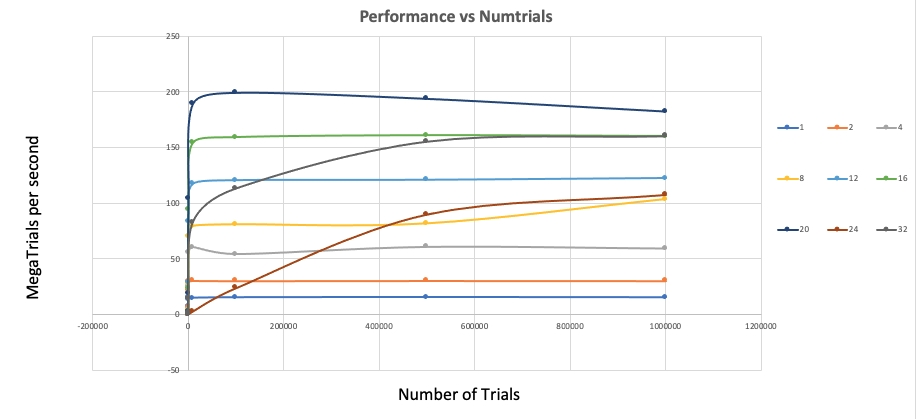 Performance vs Numtrials
250
200
150
100
50
0
-50
-200000 0 200000 400000 600000 800000 1000000 1200000
MegaTrials per second
Number of Trials
1 2 4
8 12 16
20 24 32